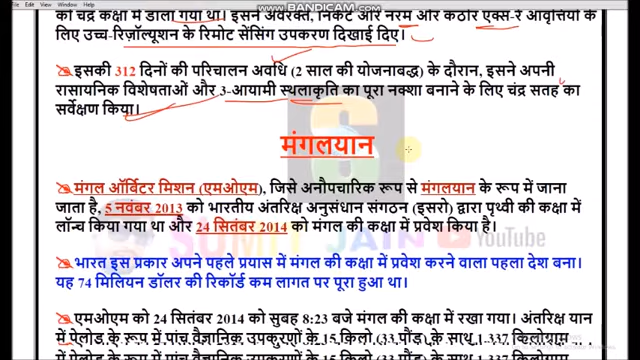 www.BANDICAM.com
को चंद्र कक्षा में डाला गया था। इसने अवरक्त, निकट और नरम और कठोर एक्स-रे आवृत्तियों के
लिए उच्च-रिज़ॉल्यूशन के रिमोट सेंसिंग उपकरण दिखाई दिए।
इसकी 312 दिनों की परिचालन अवधि (2 साल की योजनाबद्ध) के दौरान, इसने अपनी
रासायनिक विशेषताओं और 3-आयामी स्थलाकृति का पूरा नक्शा बनाने के लिए चंद्र सतह का
सर्वेक्षण किया।
मंगलयान
मंगल ऑर्बिटर मिशन (एमओएम), जिसे अनौपचारिक रूप से मंगलयान के रूप में जाना
जाता है, 5 नवंबर 2013 को भारतीय अंतरिक्ष अनुसंधान संगठन (इसरो) द्वारा पृथ्वी की कक्षा में
लॉन्च किया गया था और 24 सितंबर 2014 को मंगल की कक्षा में प्रवेश किया है।
SUMIT JAIN YouTube
भारत इस प्रकार अपने पहले प्रयास में मंगल की कक्षा में प्रवेश करने वाला पहला देश बना।
यह 74 मिलियन डॉलर की रिकॉर्ड कम लागत पर पूरा हुआ था।
एमओएम को 24 सितंबर 2014 को सुबह 8:23 बजे मंगल की कक्षा में रखा गया। अंतरिक्ष यान
में पेलोड के रूप में पांच वैज्ञानिक उपकरणों के 15 किलो (33 पौंड) के साथ 1,337 किलोग्राम